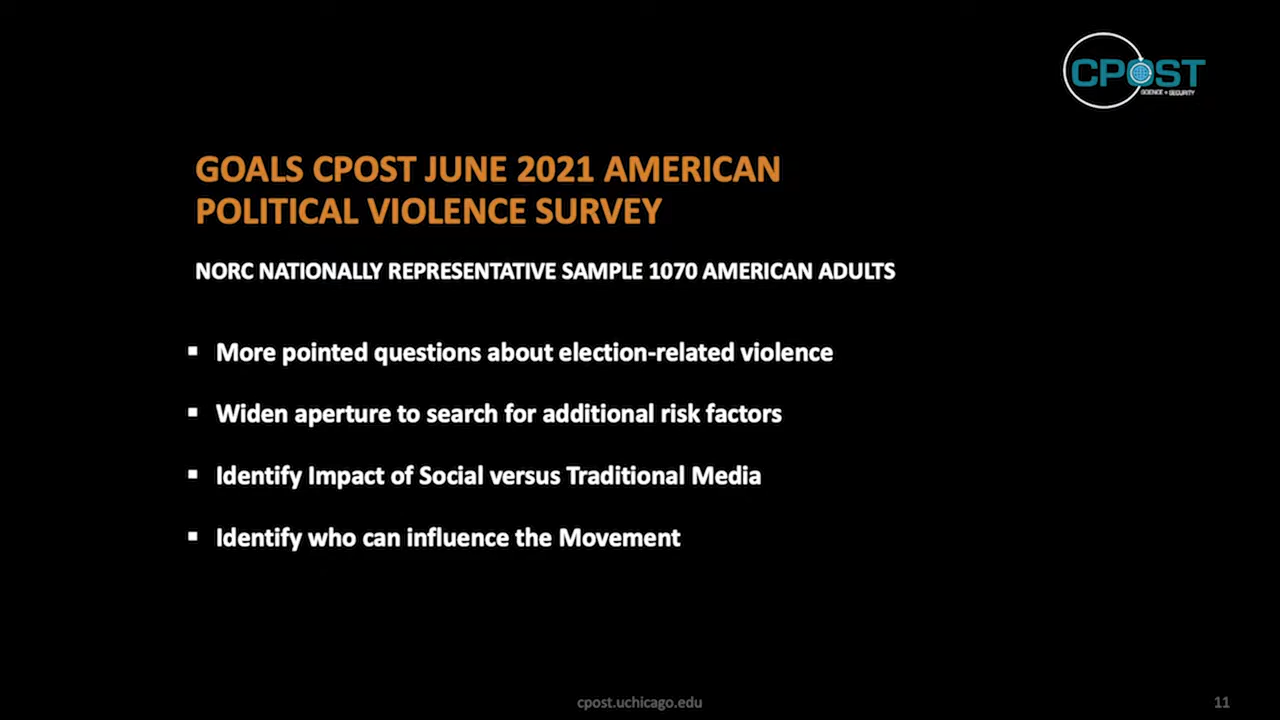 CPOST
SCIENCE + SECURITY
GOALS CPOST JUNE 2021 AMERICAN
POLITICAL VIOLENCE SURVEY
NORC NATIONALLY REPRESENTATIVE SAMPLE 1070 AMERICAN ADULTS
▪ More pointed questions about election-related violence
▪ Widen aperture to search for additional risk factors
▪ Identify Impact of Social versus Traditional Media
▪ Identify who can influence the Movement
cpost.uchicago.edu
11